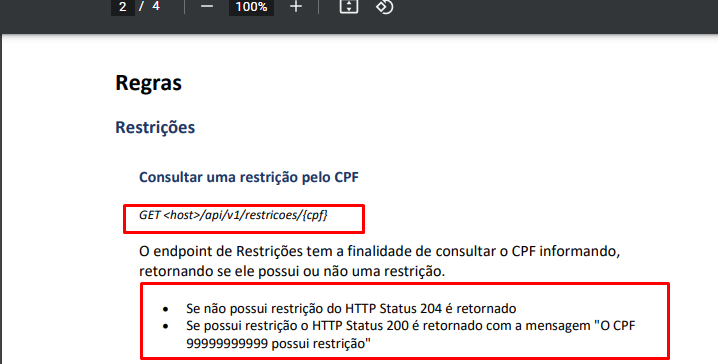 2 / 4 100%
Regras
Restrições
Consultar uma restrição pelo CPF
GET <host>/api/v1/restricoes/{cpf}
O endpoint de Restrições tem a finalidade de consultar o CPF informando,
retornando se ele possui ou não uma restrição.
• Se não possui restrição do HTTP Status 204 é retornado
• Se possui restrição o HTTP Status 200 é retornado com a mensagem "O CPF
99999999999 possui restrição"